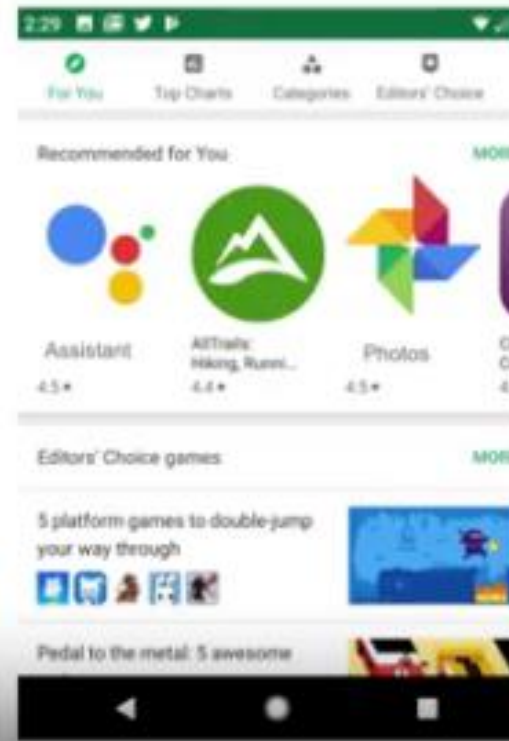 2:29
For You Top Charts Categories Editors' Choice
Recommended for You MORE
Assistant
AllTrails:
Hiking, Runni...
Photos
4.5★ 4.4★ 4.5★
Editors' Choice games MORE
5 platform games to double-jump
your way through
Pedal to the metal: 5 awesome